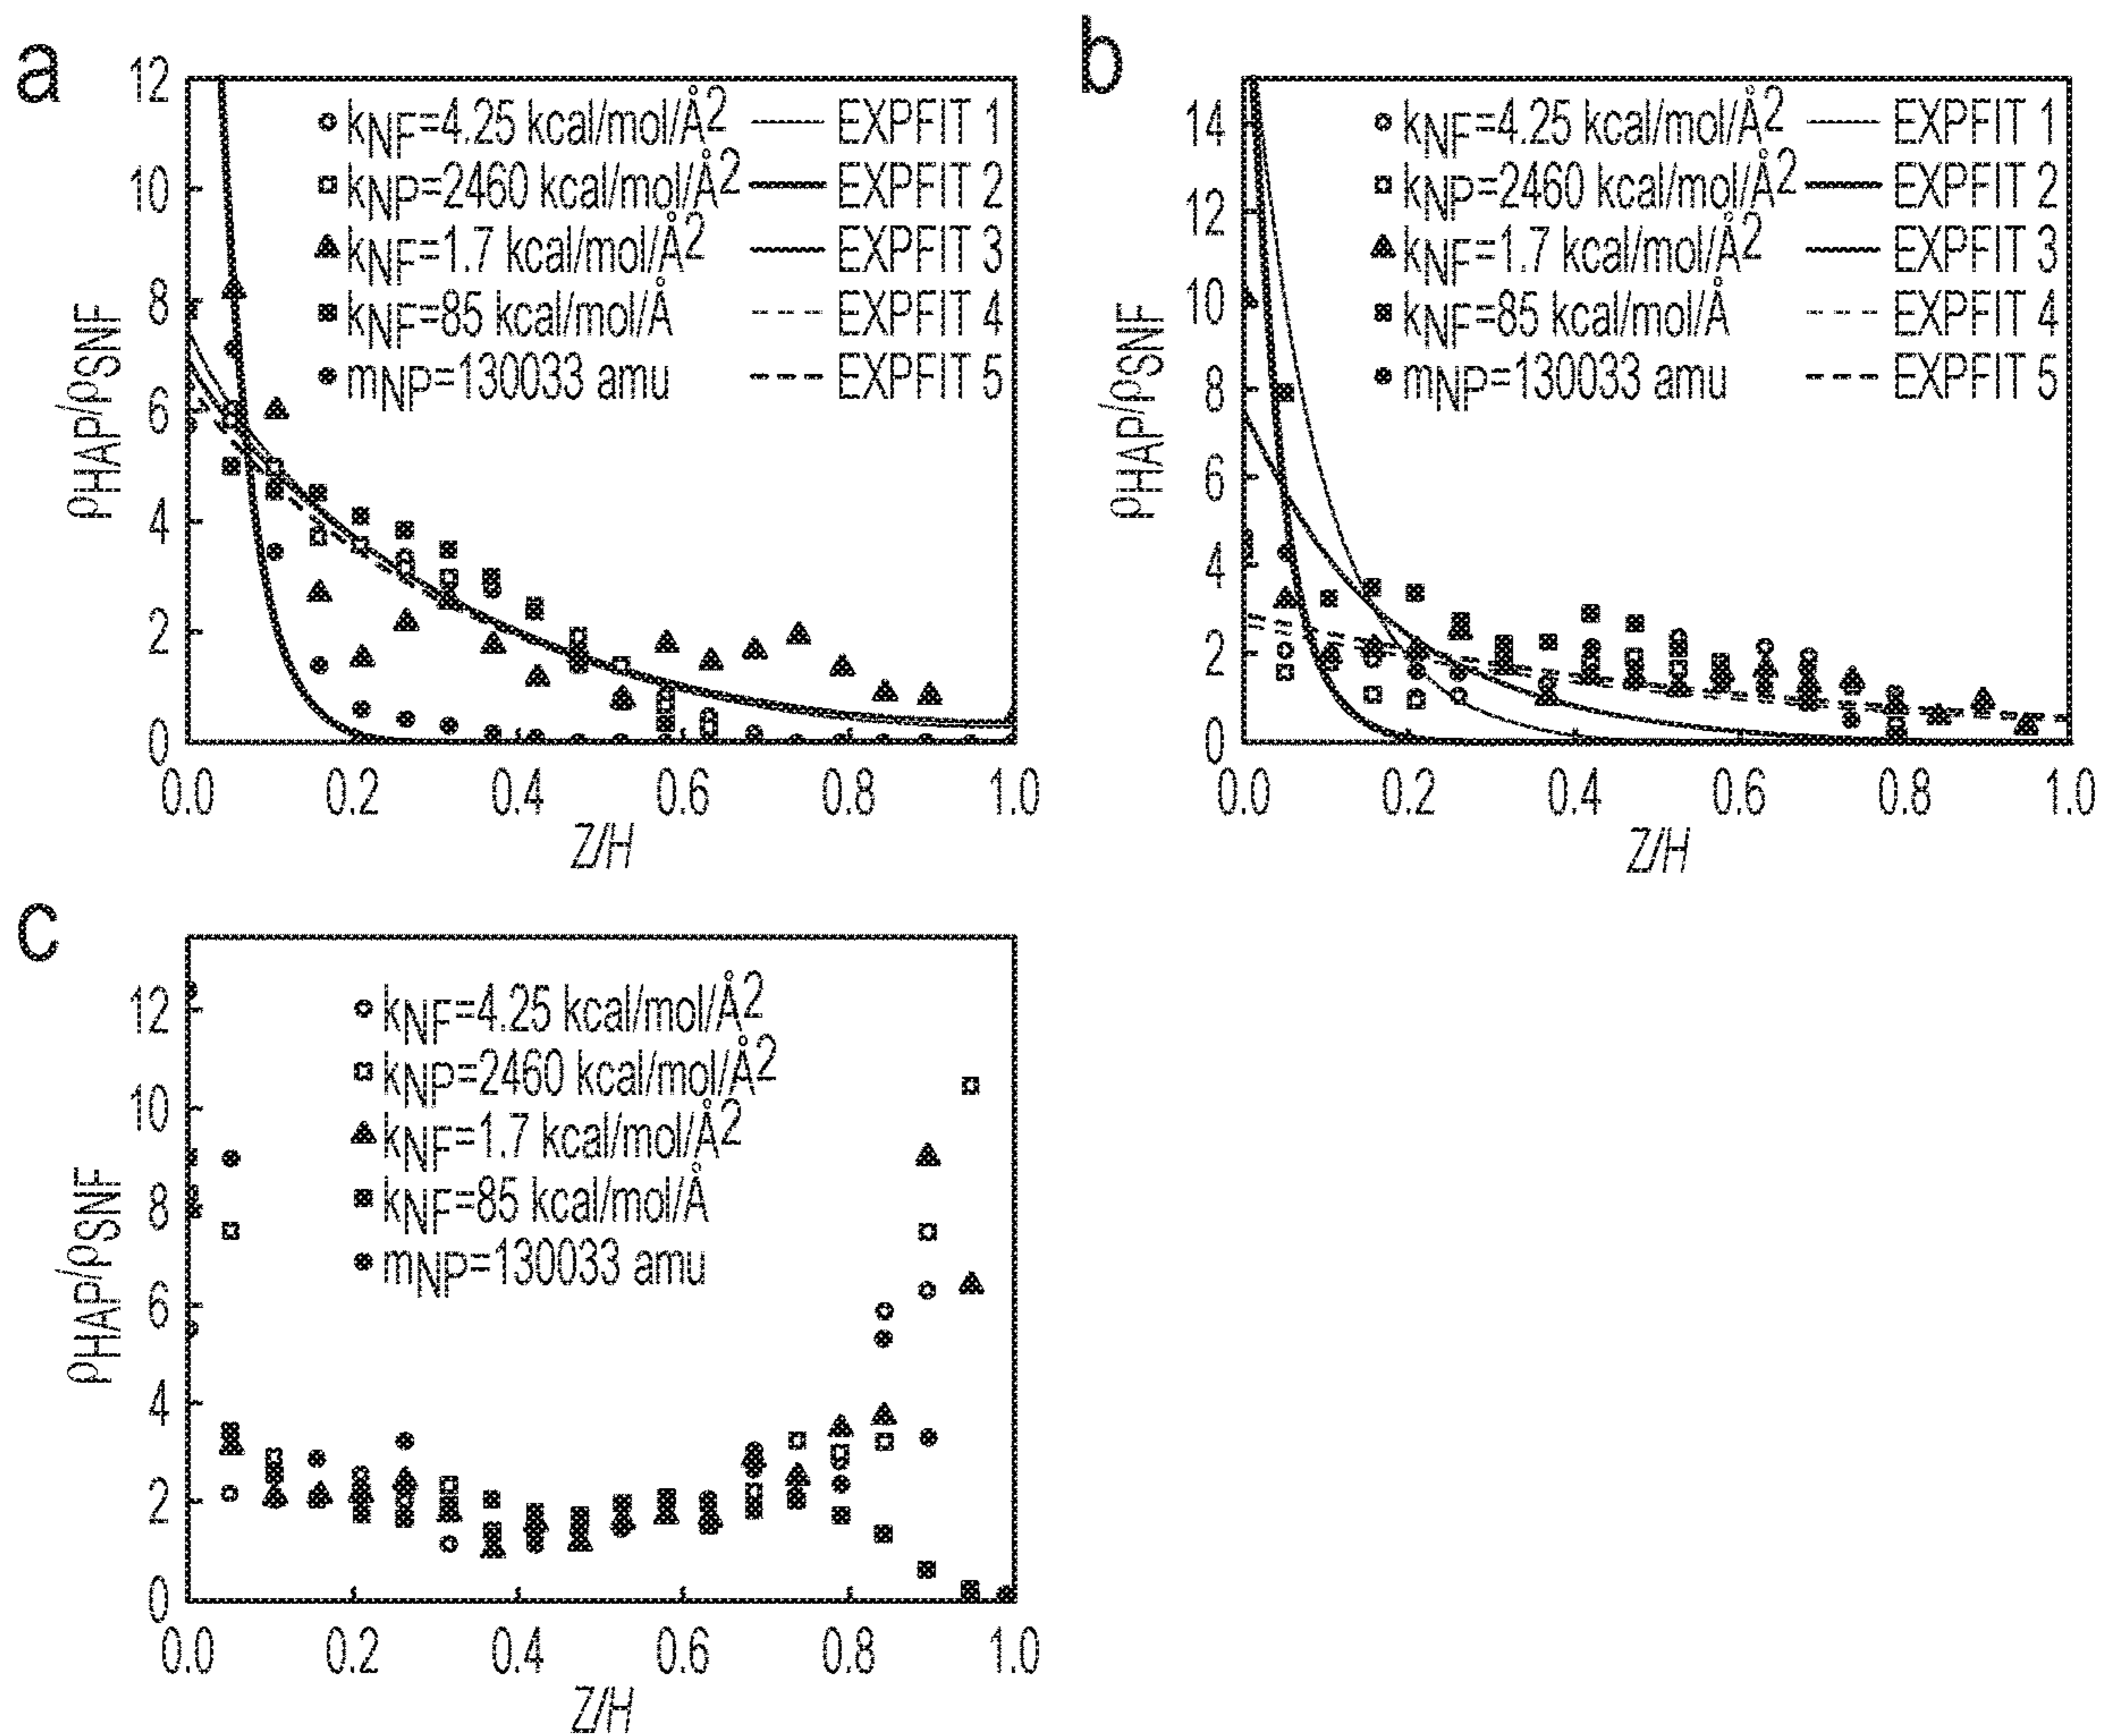 a
12
10
8
6
4
2
0
ρHAP/ρSNF
kNF=4.25 kcal/mol/Å2
kNP=2460 kcal/mol/Å2
kNF=1.7 kcal/mol/Å2
kNF=85 kcal/mol/Å
mNP=130033 amu
EXPFIT 1
EXPFIT 2
EXPFIT 3
EXPFIT 4
EXPFIT 5
0.0 0.2 0.4 0.6 0.8 1.0
Z/H
b
14
12
10
8
6
4
2
0
ρHAP/ρSNF
kNF=4.25 kcal/mol/Å2
kNP=2460 kcal/mol/Å2
kNF=1.7 kcal/mol/Å2
kNF=85 kcal/mol/Å
mNP=130033 amu
EXPFIT 1
EXPFIT 2
EXPFIT 3
EXPFIT 4
EXPFIT 5
0.0 0.2 0.4 0.6 0.8 1.0
Z/H
c
12
10
8
6
4
2
0
ρHAP/ρSNF
kNF=4.25 kcal/mol/Å2
kNP=2460 kcal/mol/Å2
kNF=1.7 kcal/mol/Å2
kNF=85 kcal/mol/Å
mNP=130033 amu
0.0 0.2 0.4 0.6 0.8 1.0
Z/H